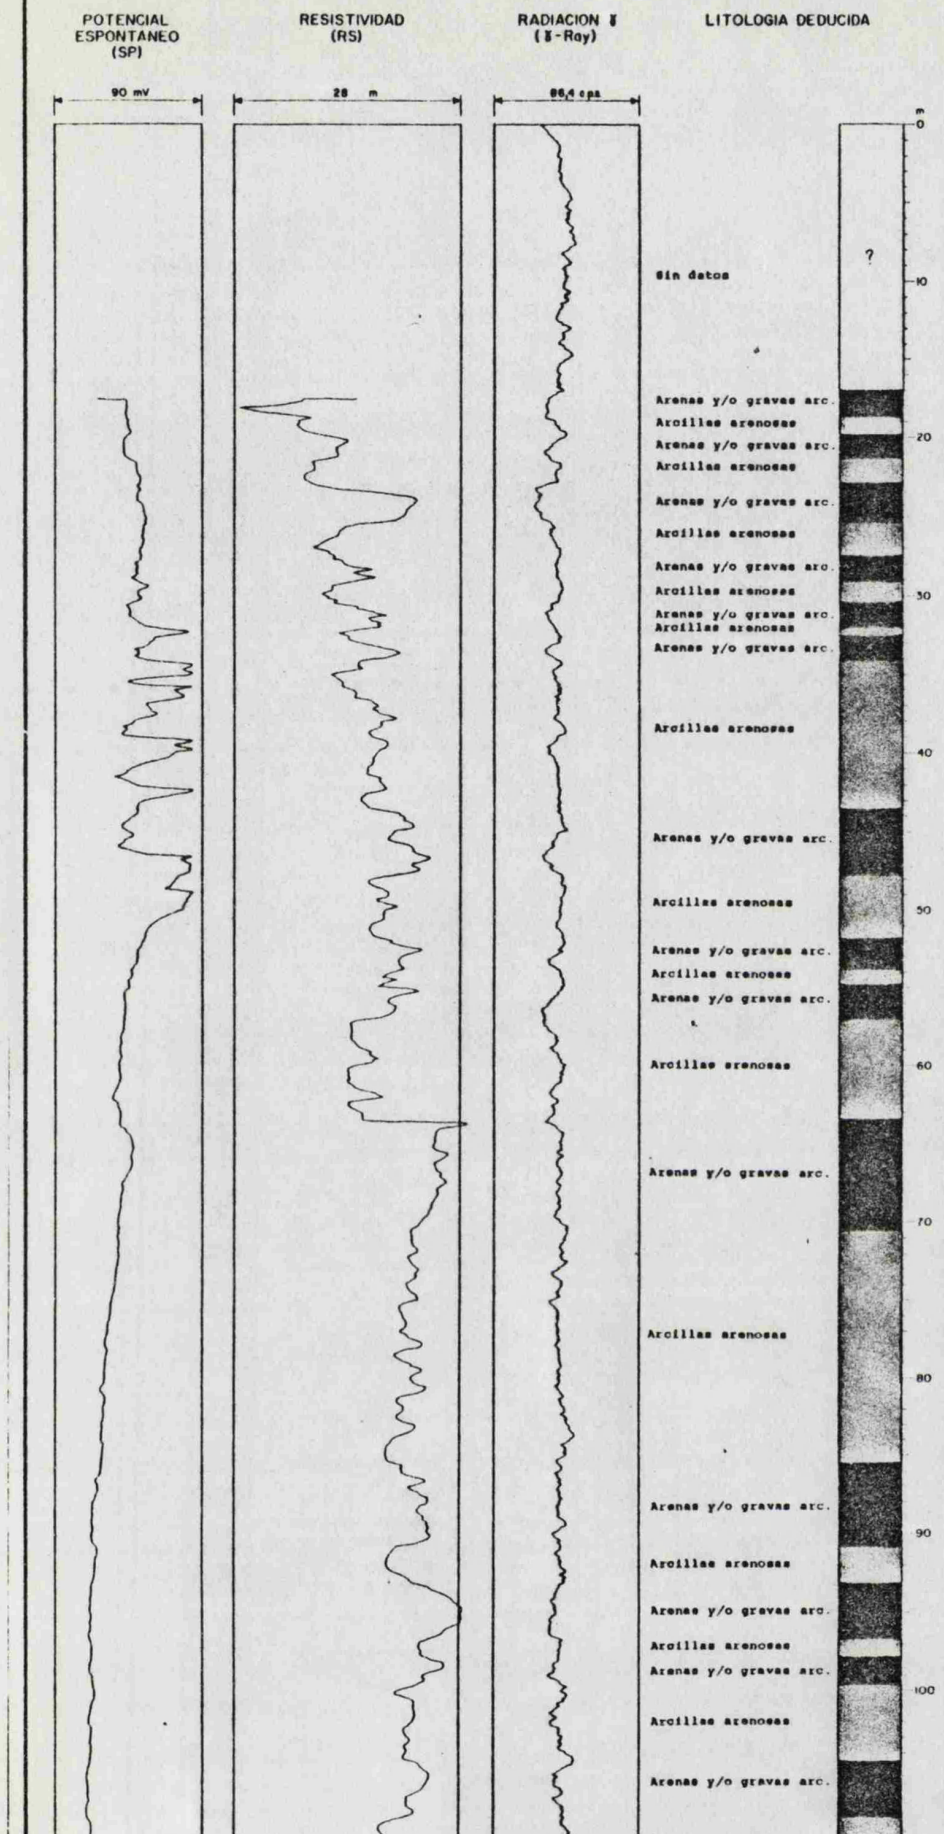 POTENCIAL
ESPONTANEO
(SP)
RESISTIVIDAD
(RS)
RADIACION ɣ
(ɣ-Ray)
LITOLOGIA DEDUCIDA
90 mV
28 m
86,4 cps
m
0
?
Sin datos
10
Arenas y/o gravas arc.
Arcillas arenosas
20
Arenas y/o gravas arc.
Arcillas arenosas
Arenas y/o gravas arc.
Arcillas arenosas
Arenas y/o gravas arc.
Arcillas arenosas
30
Arenas y/o gravas arc.
Arcillas arenosas
Arenas y/o gravas arc.
Arcillas arenosas
40
Arenas y/o gravas arc.
Arcillas arenosas
50
Arenas y/o gravas arc.
Arcillas arenosas
Arenas y/o gravas arc.
Arcillas arenosas
60
Arenas y/o gravas arc.
70
Arcillas arenosas
80
Arenas y/o gravas arc.
90
Arcillas arenosas
Arenas y/o gravas arc.
Arcillas arenosas
Arenas y/o gravas arc.
100
Arcillas arenosas
Arenas y/o gravas arc.